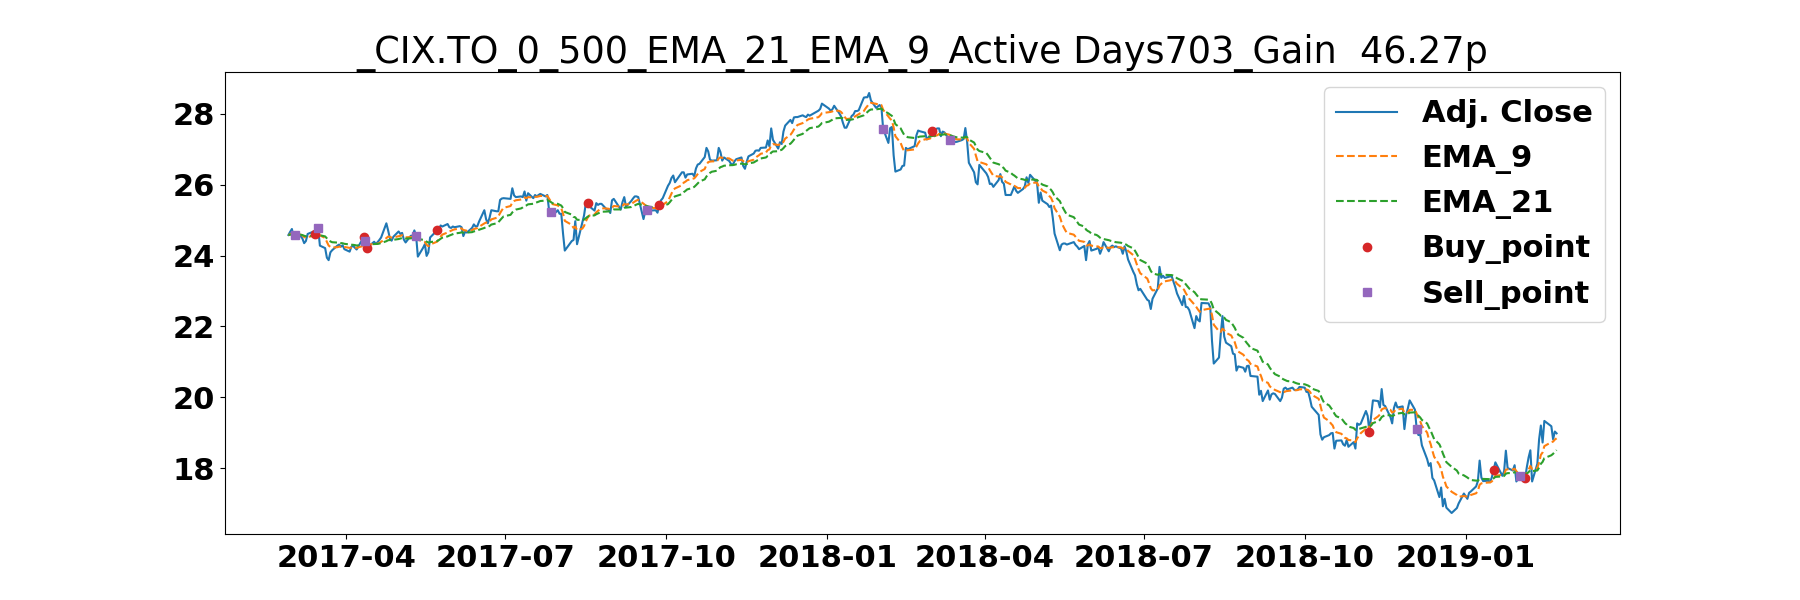 _CIX.TO_0_500_EMA_21_EMA_9_Active Days703_Gain  46.27p
28
26
24
22
20
18
Adj. Close
EMA_9
EMA_21
Buy_point
Sell_point
2017-04 2017-07 2017-10 2018-01 2018-04 2018-07 2018-10 2019-01